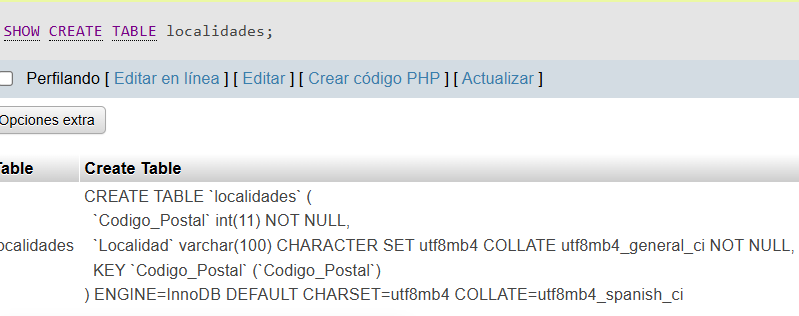 SHOW CREATE TABLE localidades;
Perfilando [ Editar en línea ] [ Editar ] [ Crear código PHP ] [ Actualizar ]
Opciones extra
Table Create Table
CREATE TABLE `localidades` (
`Codigo_Postal` int(11) NOT NULL,
localidades `Localidad` varchar(100) CHARACTER SET utf8mb4 COLLATE utf8mb4_general_ci NOT NULL,
KEY `Codigo_Postal` (`Codigo_Postal`)
) ENGINE=InnoDB DEFAULT CHARSET=utf8mb4 COLLATE=utf8mb4_spanish_ci